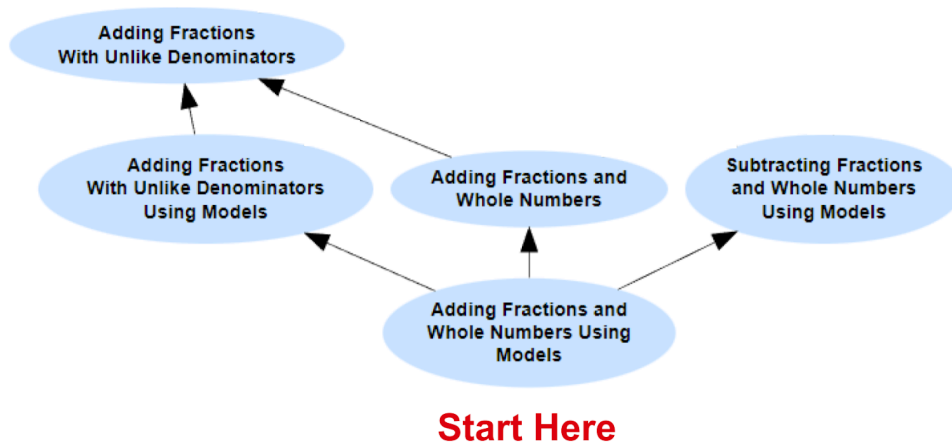 Adding Fractions
With Unlike Denominators
Adding Fractions
With Unlike Denominators
Using Models
Adding Fractions and
Whole Numbers
Subtracting Fractions
and Whole Numbers
Using Models
Adding Fractions and
Whole Numbers Using
Models
Start Here